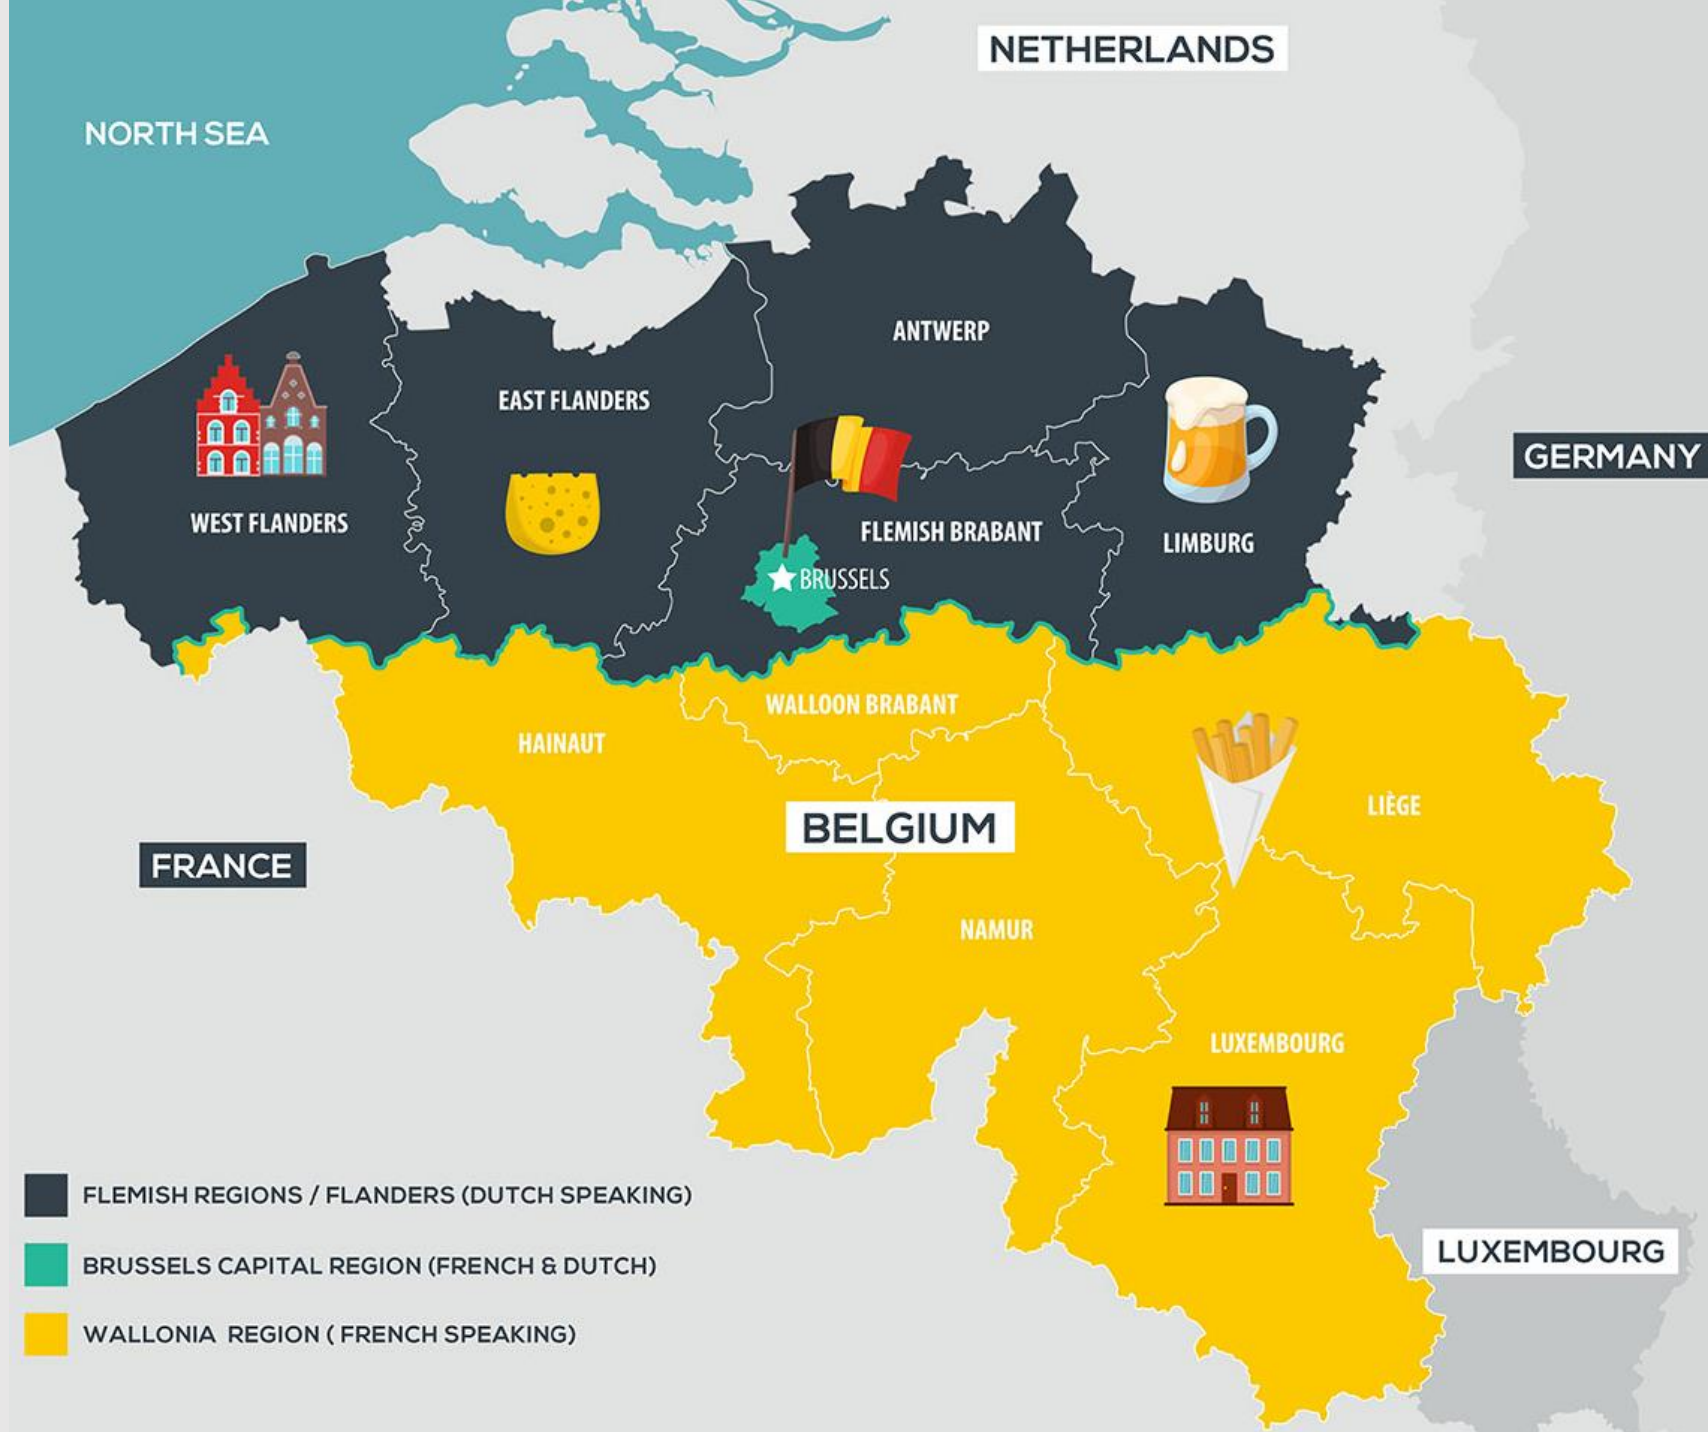 NETHERLANDS
NORTH SEA
ANTWERP
EAST FLANDERS
GERMANY
WEST FLANDERS
FLEMISH BRABANT
LIMBURG
BRUSSELS
WALLOON BRABANT
HAINAUT
LIÈGE
BELGIUM
FRANCE
NAMUR
LUXEMBOURG
FLEMISH REGIONS / FLANDERS (DUTCH SPEAKING)
LUXEMBOURG
BRUSSELS CAPITAL REGION (FRENCH & DUTCH)
WALLONIA REGION ( FRENCH SPEAKING)